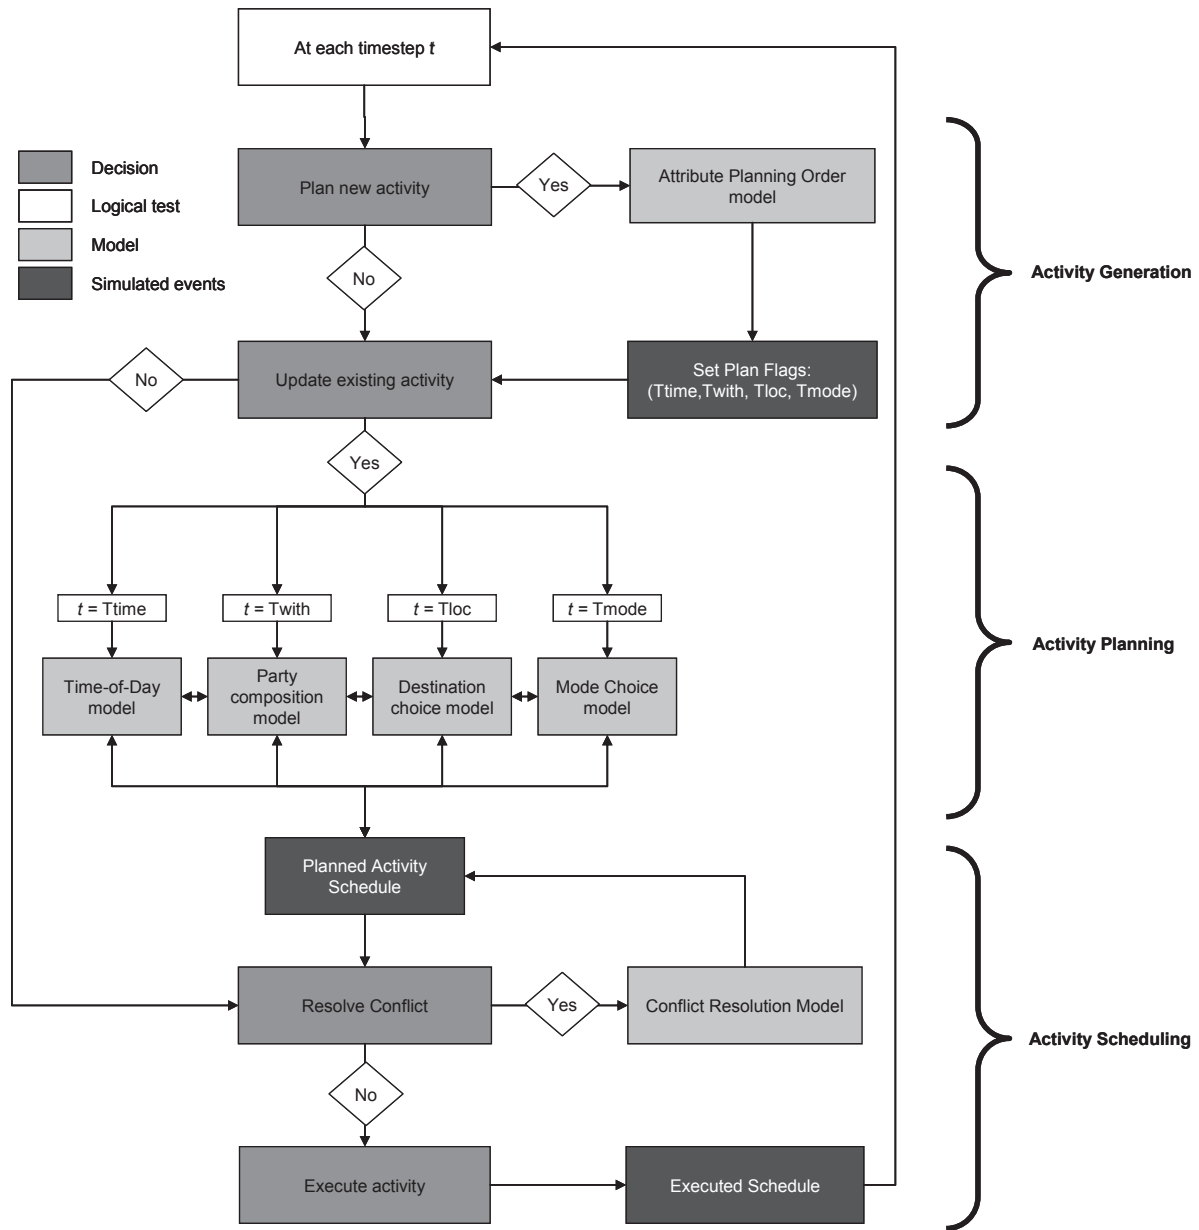 At each timestep t
Decision
Logical test
Model
Simulated events
Plan new activity
Yes
Attribute Planning Order
model
No
Activity Generation
No
Update existing activity
Set Plan Flags:
(Ttime,Twith, Tloc, Tmode)
Yes
t = Ttime
t = Twith
t = Tloc
t = Tmode
Time-of-Day
model
Party
composition
model
Destination
choice model
Mode Choice
model
Activity Planning
Planned Activity
Schedule
Resolve Conflict
Yes
Conflict Resolution Model
Activity Scheduling
No
Execute activity
Executed Schedule